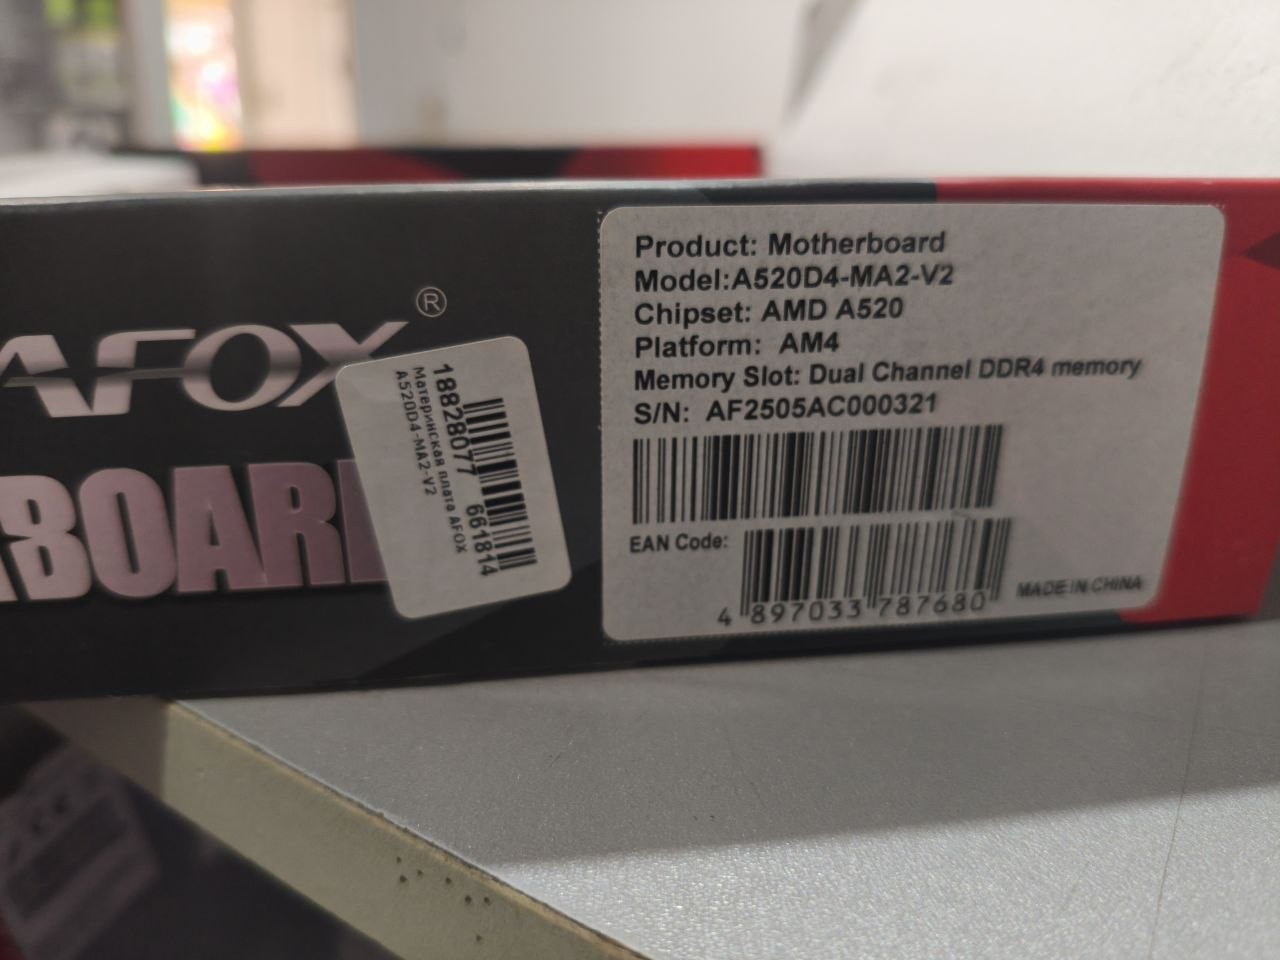 AFOX®
BOARD
18828077 661814
Материнская плата AFOX
A520D4-MA2-V2
Product: Motherboard
Model:A520D4-MA2-V2
Chipset: AMD A520
Platform: AM4
Memory Slot: Dual Channel DDR4 memory
S/N: AF2505AC000321
EAN Code:
4 897033 787680
MADE IN CHINA